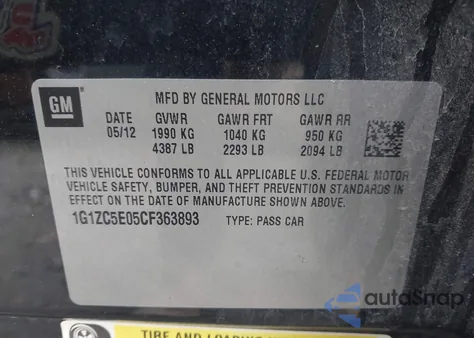 GM
MFD BY GENERAL MOTORS LLC
DATE GVWR GAWR FRT GAWR RR
05/12 1990 KG 1040 KG 950 KG
4387 LB 2293 LB 2094 LB
THIS VEHICLE CONFORMS TO ALL APPLICABLE U.S. FEDERAL MOTOR
VEHICLE SAFETY, BUMPER, AND THEFT PREVENTION STANDARDS IN
EFFECT ON THE DATE OF MANUFACTURE SHOWN ABOVE.
1G1ZC5E05CF363893 TYPE: PASS CAR
autoSnap
TIRE AND LOADING